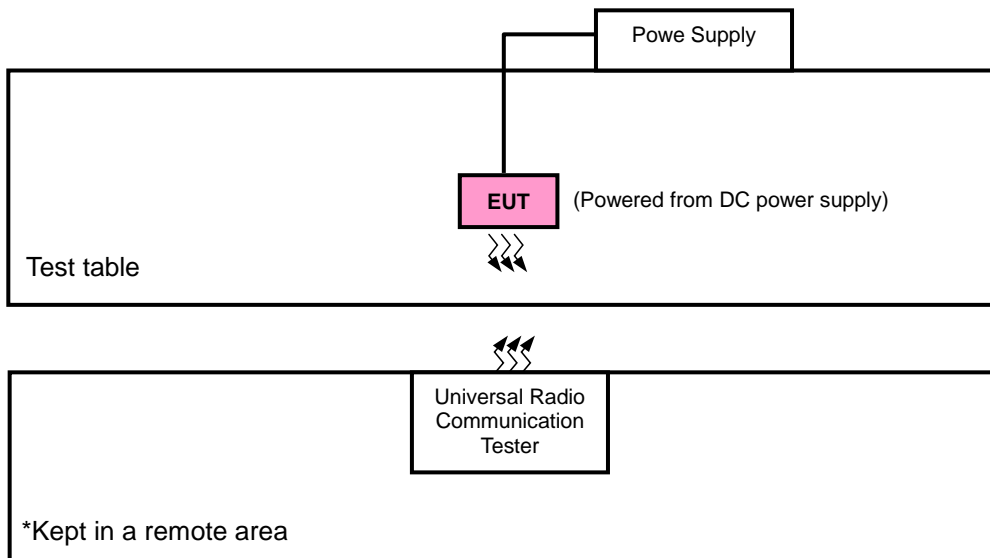 Powe Supply
EUT
(Powered from DC power supply)
Test table
Universal Radio
Communication
Tester
*Kept in a remote area